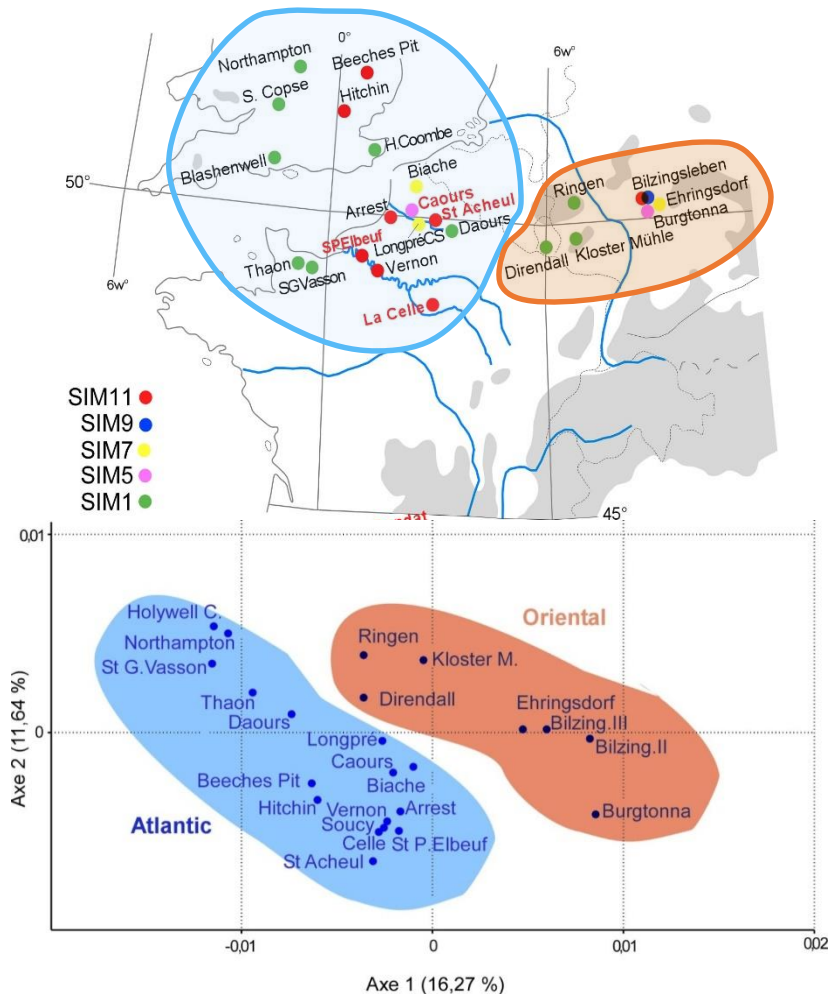 0°
6w°
Northampton
Beeches Pit
S. Copse
Hitchin
H.Coombe
Blashenwell
Biache
50°
Ringen
Bilzingsleben
Ehringsdorf
Burgtonna
Arrest
Caours
St Acheul
SPElbeuf
LongpréCS
Daours
Direndall
Kloster Mühle
Thaon
SGVasson
Vernon
6w°
La Celle
SIM11
SIM9
SIM7
SIM5
SIM1
45°
0,01
Holywell C.
Northampton
St G.Vasson
Thaon
Daours
Ringen
Oriental
Kloster M.
Direndall
Ehringsdorf
Bilzing.III
Bilzing.II
Longpré
Caours
Biache
Beeches Pit
Hitchin
Vernon
Arrest
Burgtonna
Atlantic
Soucy
Celle
St P.Elbeuf
St Acheul
0
Axe 2 (11,64 %)
-0,01
0
0,01
0,02
Axe 1 (16,27 %)